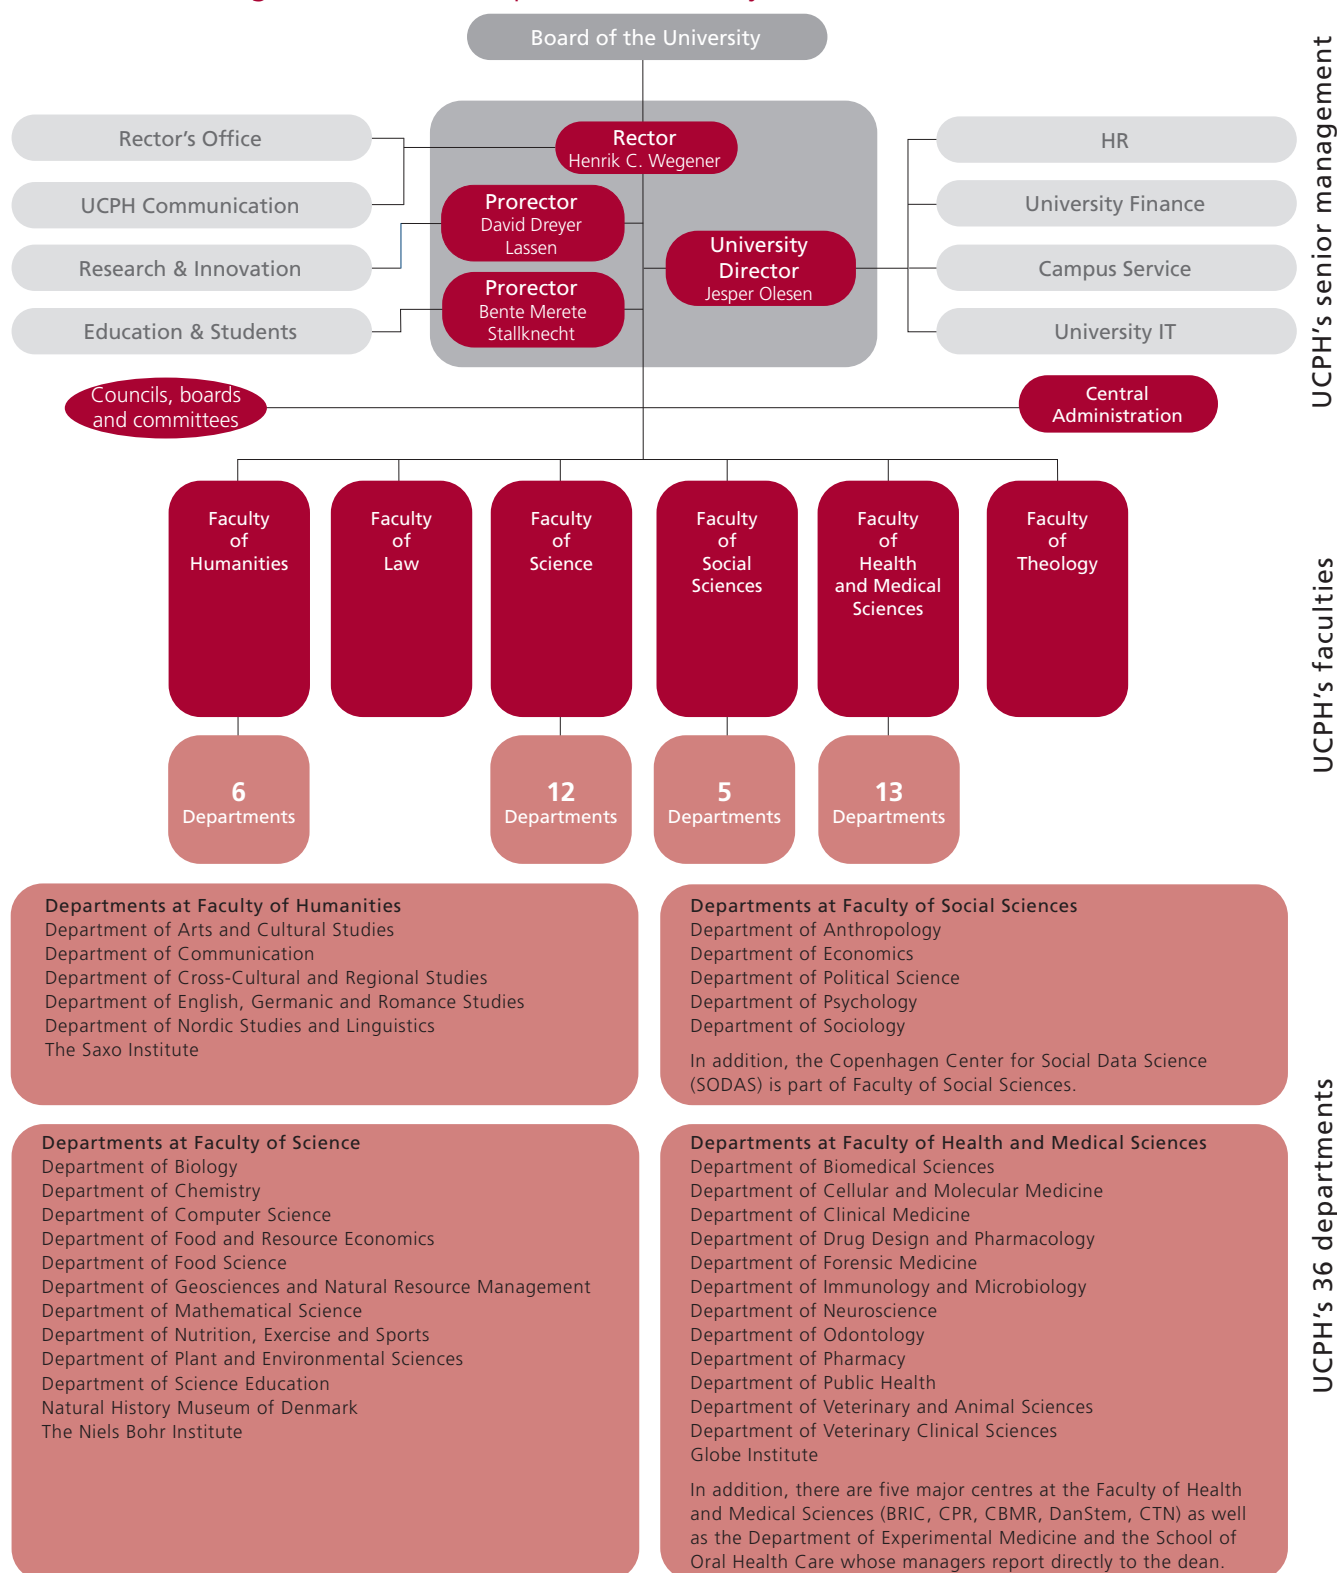 Board of the University
Rector
Henrik C. Wegener
Rector's Office
UCPH Communication
Prorector
David Dreyer
Lassen
Research & Innovation
Prorector
Bente Merete
Stallknecht
Education & Students
University
Director
Jesper Olesen
HR
University Finance
Campus Service
University IT
UCPH's senior management
Councils, boards
and committees
Central
Administration
Faculty
of
Humanities
Faculty
of
Law
Faculty
of
Science
Faculty
of
Social
Sciences
Faculty
of
Health
and Medical
Sciences
Faculty
of
Theology
UCPH's faculties
6
Departments
12
Departments
5
Departments
13
Departments
Departments at Faculty of Humanities
Department of Arts and Cultural Studies
Department of Communication
Department of Cross-Cultural and Regional Studies
Department of English, Germanic and Romance Studies
Department of Nordic Studies and Linguistics
The Saxo Institute
Departments at Faculty of Social Sciences
Department of Anthropology
Department of Economics
Department of Political Science
Department of Psychology
Department of Sociology
In addition, the Copenhagen Center for Social Data Science
(SODAS) is part of Faculty of Social Sciences.
Departments at Faculty of Science
Department of Biology
Department of Chemistry
Department of Computer Science
Department of Food and Resource Economics
Department of Food Science
Department of Geosciences and Natural Resource Management
Department of Mathematical Science
Department of Nutrition, Exercise and Sports
Department of Plant and Environmental Sciences
Department of Science Education
Natural History Museum of Denmark
The Niels Bohr Institute
Departments at Faculty of Health and Medical Sciences
Department of Biomedical Sciences
Department of Cellular and Molecular Medicine
Department of Clinical Medicine
Department of Drug Design and Pharmacology
Department of Forensic Medicine
Department of Immunology and Microbiology
Department of Neuroscience
Department of Odontology
Department of Pharmacy
Department of Public Health
Department of Veterinary and Animal Sciences
Department of Veterinary Clinical Sciences
Globe Institute
In addition, there are five major centres at the Faculty of Health
and Medical Sciences (BRIC, CPR, CBMR, DanStem, CTN) as well
as the Department of Experimental Medicine and the School of
Oral Health Care whose managers report directly to the dean.
UCPH's 36 departments